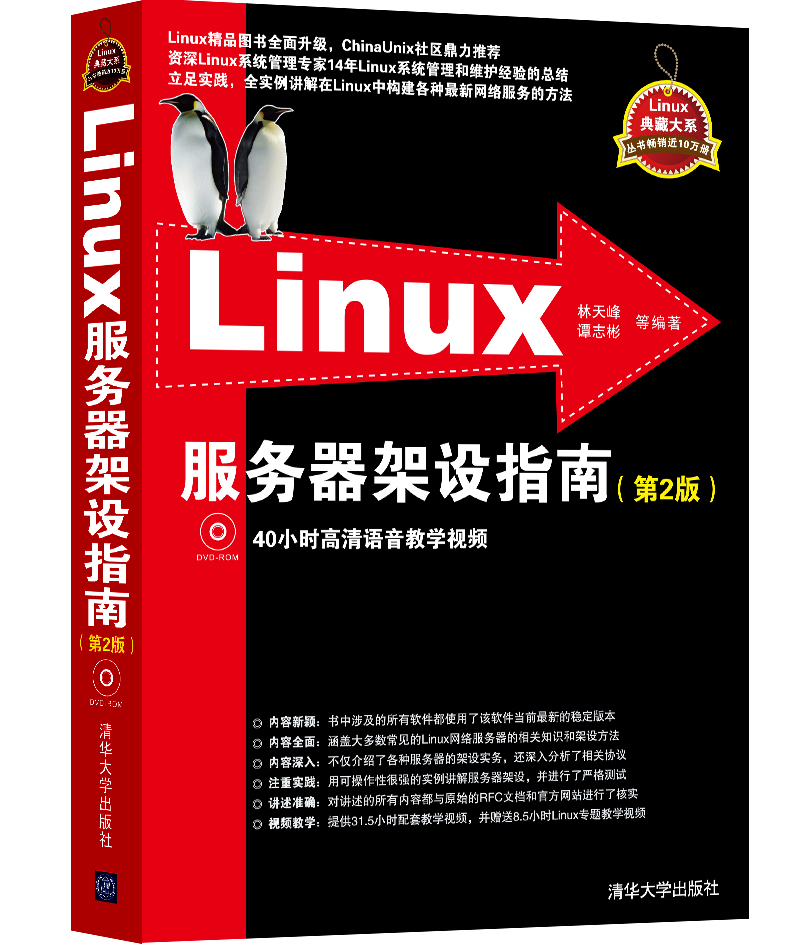 Linux
典藏大系
丛书畅销近10万册
Linux服务器架设指南
（第2版）
DVD-ROM
清华大学出版社
Linux精品图书全面升级，ChinaUnix社区鼎力推荐
资深Linux系统管理专家14年Linux系统管理和维护经验的总结
立足实践，全实例讲解在Linux中构建各种最新网络服务的方法
Linux
典藏大系
丛书畅销近10万册
Linux
林天峰
谭志彬
等编著
服务器架设指南（第2版）
DVD-ROM
40小时高清语音教学视频
◎ 内容新颖：书中涉及的所有软件都使用了该软件当前最新的稳定版本
◎ 内容全面：涵盖大多数常见的Linux网络服务器的相关知识和架设方法
◎ 内容深入：不仅介绍了各种服务器的架设实务，还深入分析了相关协议
◎ 注重实践：用可操作性很强的实例讲解服务器架设，并进行了严格测试
◎ 讲述准确：对讲述的所有内容都与原始的RFC文档和官方网站进行了核实
◎ 视频教学：提供31.5小时配套教学视频，并赠送8.5小时Linux专题教学视频
清华大学出版社